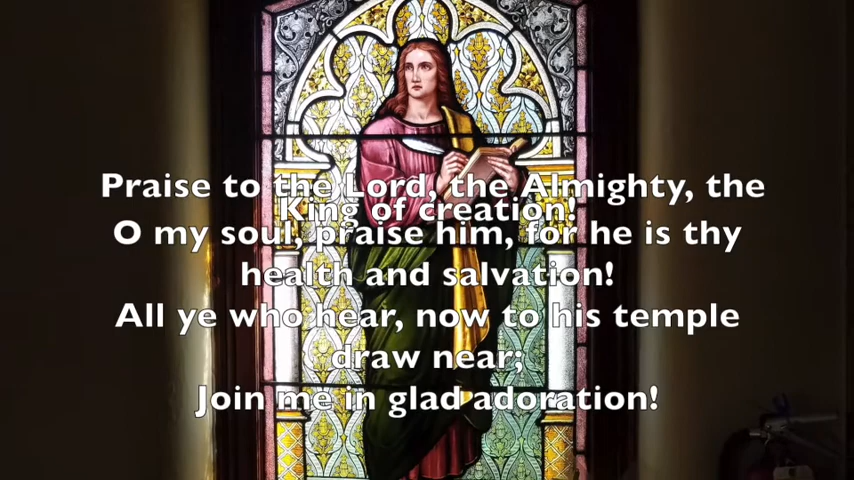 Praise to the Lord, the Almighty, the
King of creation!
O my soul, praise him, for he is thy
health and salvation!
All ye who hear, now to his temple
draw near;
Join me in glad adoration!